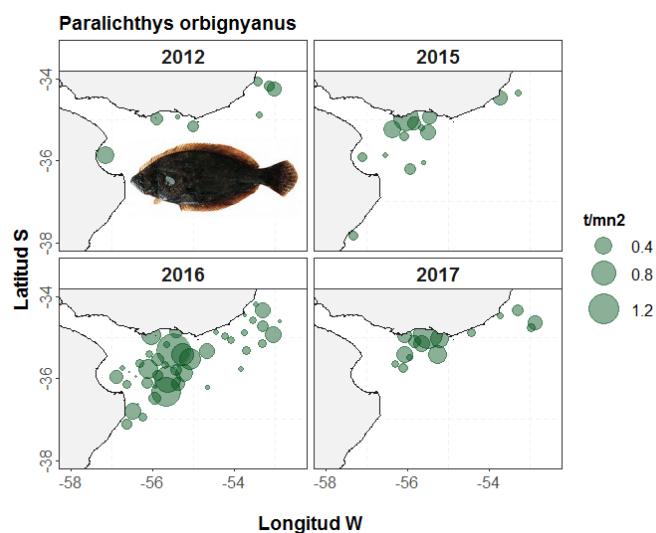 Paralichthys orbignyanus
2012
2015
-34
-36
-38
t/mn2
0.4
0.8
1.2
Latitud S
2016
2017
-34
-36
-38
-58 -56 -54 -58 -56 -54
Longitud W